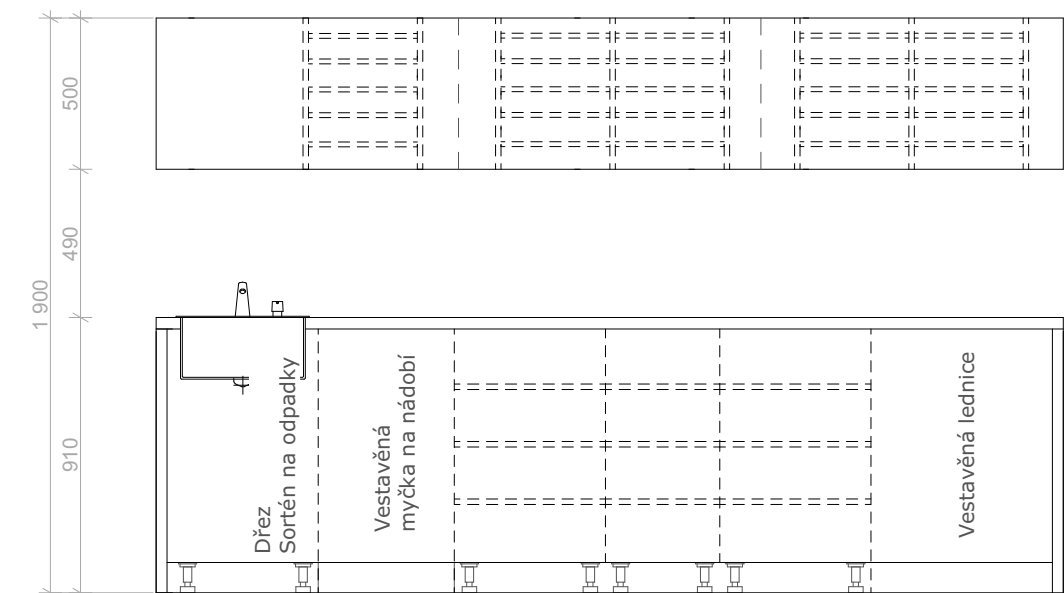 500
490
1 900
910
Dřez
Sortén na odpadky
Vestavěná
myčka na nádobí
Vestavěná lednice